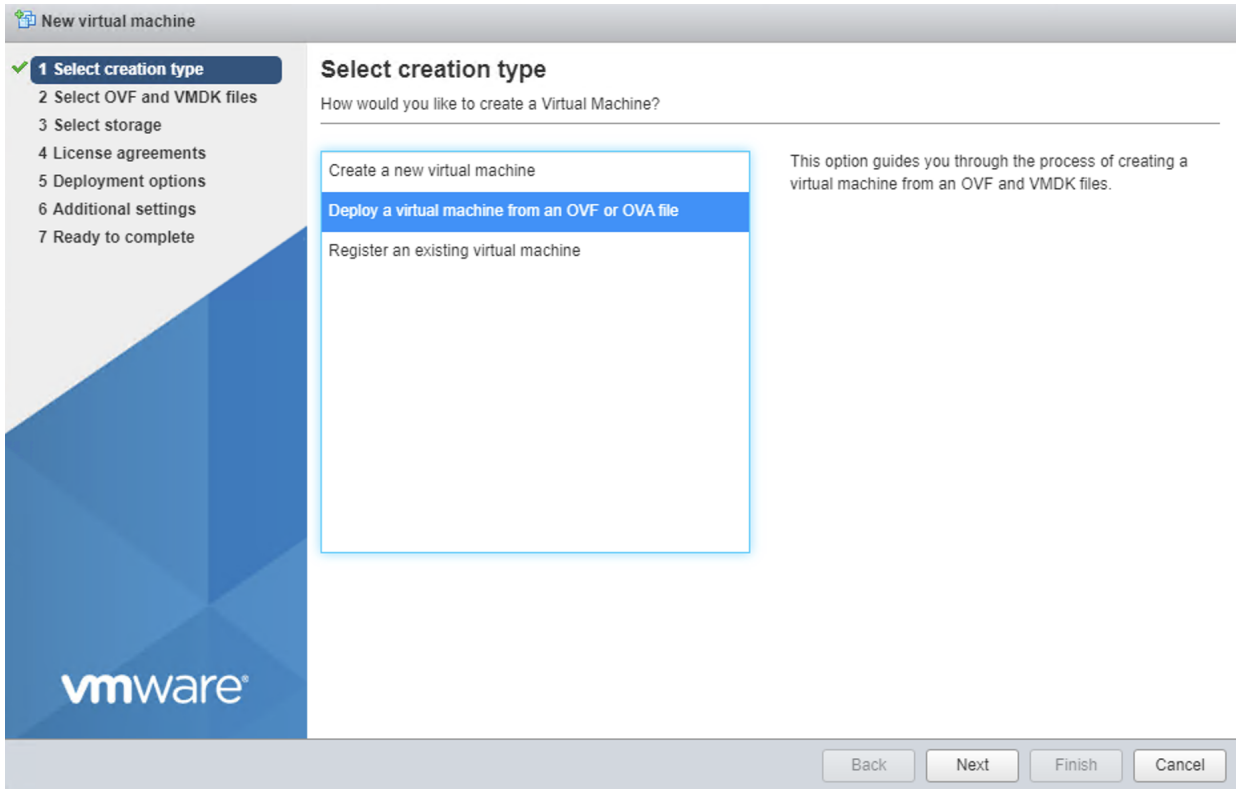 New virtual machine
1 Select creation type
2 Select OVF and VMDK files
3 Select storage
4 License agreements
5 Deployment options
6 Additional settings
7 Ready to complete
vmware®
Select creation type
How would you like to create a Virtual Machine?
Create a new virtual machine
Deploy a virtual machine from an OVF or OVA file
Register an existing virtual machine
This option guides you through the process of creating a
virtual machine from an OVF and VMDK files.
Back Next Finish Cancel